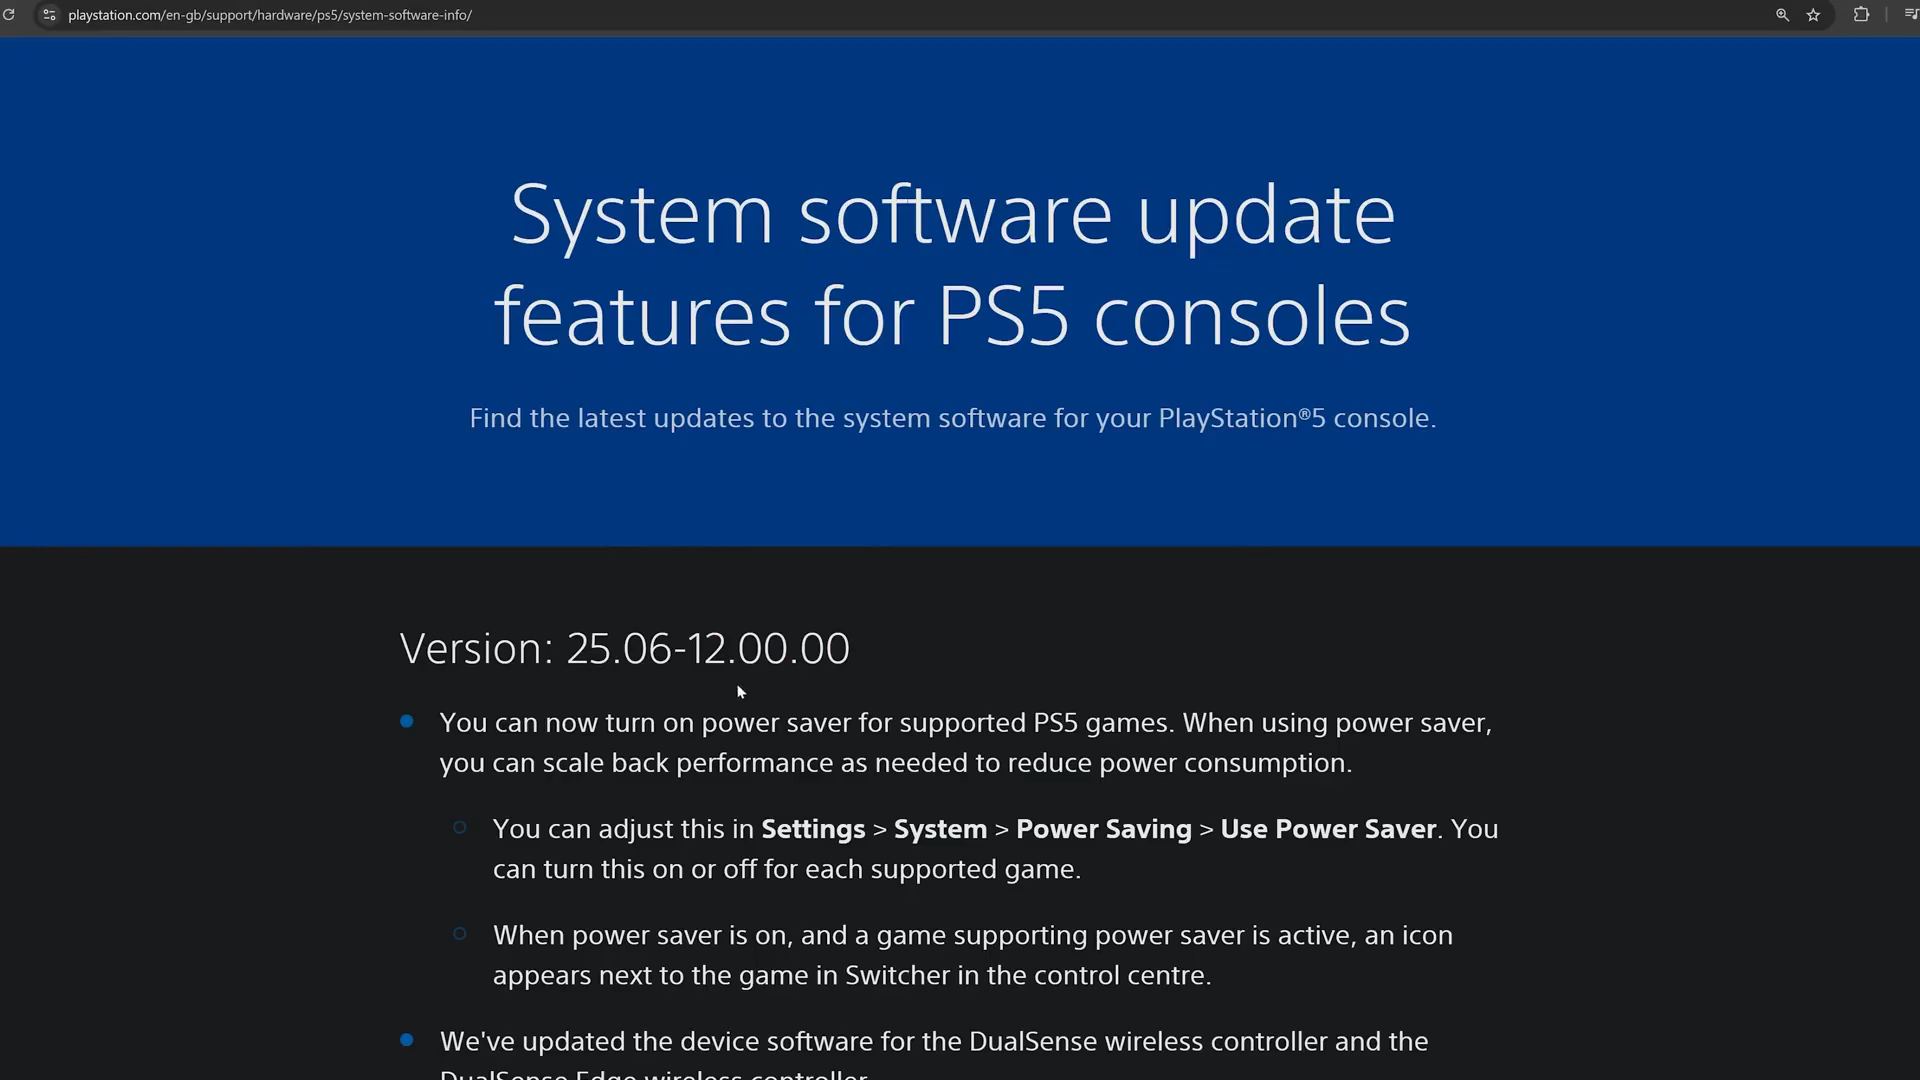 playstation.com/en-gb/support/hardware/ps5/system-software-info/
System software update
features for PS5 consoles
Find the latest updates to the system software for your PlayStation®5 console.
Version: 25.06-12.00.00
You can now turn on power saver for supported PS5 games. When using power saver,
you can scale back performance as needed to reduce power consumption.
You can adjust this in Settings > System > Power Saving > Use Power Saver. You
can turn this on or off for each supported game.
When power saver is on, and a game supporting power saver is active, an icon
appears next to the game in Switcher in the control centre.
We've updated the device software for the DualSense wireless controller and the
DualSense Edge wireless controller